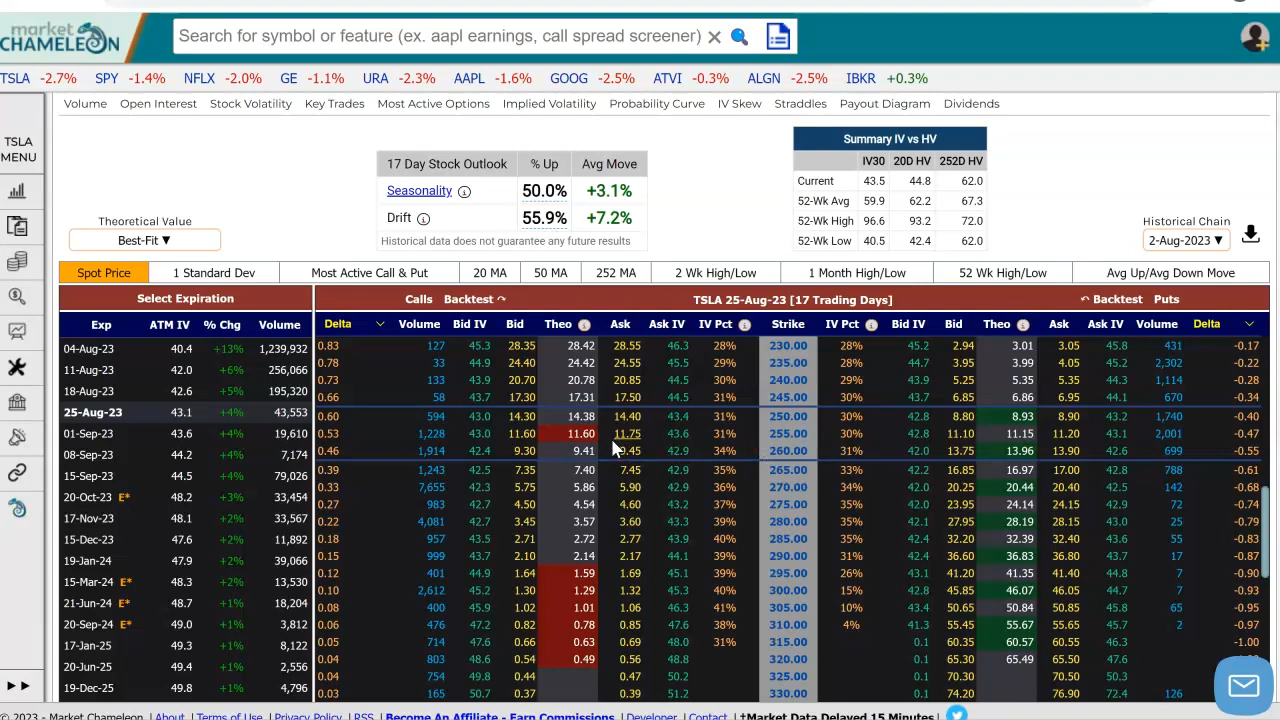 market
CHAMELEON
Search for symbol or feature (ex. aapl earnings, call spread screener)
TSLA -2.7% SPY -1.4% NFLX -2.0% GE -1.1% URA -2.3% AAPL -1.6% GOOG -2.5% ATVI -0.3% ALGN -2.5% IBKR +0.3%
Volume Open Interest Stock Volatility Key Trades Most Active Options Implied Volatility Probability Curve IV Skew Straddles Payout Diagram Dividends
TSLA
MENU
17 Day Stock Outlook % Up Avg Move
Seasonality 50.0% +3.1%
Drift 55.9% +7.2%
Historical data does not guarantee any future results
Summary IV vs HV
IV30 20D HV 252D HV
Current 43.5 44.8 62.0
52-Wk Avg 59.9 62.2 67.3
52-Wk High 96.6 93.2 72.0
52-Wk Low 40.5 42.4 62.0
Theoretical Value
Best-Fit ▼
Historical Chain
2-Aug-2023 ▼
Spot Price 1 Standard Dev Most Active Call & Put 20 MA 50 MA 252 MA 2 Wk High/Low 1 Month High/Low 52 Wk High/Low Avg Up/Avg Down Move
Select Expiration
Exp ATM IV % Chg Volume
04-Aug-23 40.4 +13% 1,239,932
11-Aug-23 42.0 +6% 256,066
18-Aug-23 42.6 +5% 195,320
25-Aug-23 43.1 +4% 43,553
01-Sep-23 43.6 +4% 19,610
08-Sep-23 44.2 +4% 7,174
15-Sep-23 44.5 +4% 79,026
20-Oct-23 E* 48.2 +3% 33,454
17-Nov-23 48.1 +2% 33,567
15-Dec-23 47.6 +2% 11,892
19-Jan-24 47.9 +2% 39,066
15-Mar-24 E* 48.3 +2% 13,530
21-Jun-24 E* 48.7 +1% 18,204
20-Sep-24 E* 49.0 +1% 3,812
17-Jan-25 49.3 +1% 8,122
20-Jun-25 49.4 +1% 2,556
19-Dec-25 49.8 +1% 4,796
Calls Backtest TSLA 25-Aug-23 [17 Trading Days] Backtest Puts
Delta Volume Bid IV Bid Theo Ask Ask IV IV Pct Strike IV Pct Bid IV Bid Theo Ask Ask IV Volume Delta
0.83 127 45.3 28.35 28.42 28.55 46.3 28% 230.00 28% 45.2 2.94 3.01 3.05 45.8 431 -0.17
0.78 33 44.9 24.40 24.42 24.55 45.5 28% 235.00 28% 44.7 3.95 3.99 4.05 45.2 2,302 -0.22
0.73 133 43.9 20.70 20.78 20.85 44.5 30% 240.00 29% 43.9 5.25 5.35 5.35 44.3 1,114 -0.28
0.66 58 43.7 17.30 17.31 17.50 44.5 31% 245.00 30% 43.7 6.85 6.86 6.95 44.1 670 -0.34
0.60 594 43.0 14.30 14.38 14.40 43.4 31% 250.00 30% 42.8 8.80 8.93 8.90 43.2 1,740 -0.40
0.53 1,228 43.0 11.60 11.60 11.75 43.6 31% 255.00 30% 42.8 11.10 11.15 11.20 43.1 2,001 -0.47
0.46 1,914 42.4 9.30 9.41 .45 42.9 34% 260.00 31% 42.0 13.75 13.96 13.90 42.6 699 -0.55
0.39 1,243 42.5 7.35 7.40 7.45 42.9 35% 265.00 33% 42.2 16.85 16.97 17.00 42.8 788 -0.61
0.33 7,655 42.3 5.75 5.86 5.90 42.9 36% 270.00 34% 42.0 20.25 20.44 20.40 42.5 142 -0.68
0.27 983 42.7 4.50 4.54 4.60 43.2 37% 275.00 35% 42.0 23.95 24.14 24.15 42.9 72 -0.74
0.22 4,081 42.7 3.45 3.57 3.60 43.3 39% 280.00 35% 42.1 27.95 28.19 28.15 43.0 25 -0.79
0.18 957 43.5 2.71 2.72 2.77 43.9 40% 285.00 35% 42.4 32.20 32.39 32.40 43.6 55 -0.83
0.15 999 43.7 2.10 2.14 2.17 44.1 39% 290.00 31% 42.4 36.60 36.83 36.80 43.7 17 -0.87
0.12 401 44.9 1.64 1.59 1.69 45.1 39% 295.00 26% 43.1 41.20 41.35 41.40 44.8 7 -0.90
0.10 2,612 45.2 1.30 1.29 1.32 45.3 40% 300.00 15% 42.8 45.85 46.07 46.05 44.7 7 -0.93
0.08 400 45.9 1.02 1.01 1.06 46.3 41% 305.00 10% 43.4 50.65 50.84 50.85 45.8 65 -0.95
0.06 476 47.2 0.82 0.78 0.85 47.6 38% 310.00 4% 41.3 55.45 55.67 55.65 45.7 2 -0.97
0.05 714 47.6 0.66 0.63 0.69 48.0 31% 315.00 0.1 60.35 60.57 60.55 46.3 -1.00
0.04 803 48.6 0.54 0.49 0.56 48.8 320.00 0.1 65.30 65.49 65.50 47.6
0.04 754 49.8 0.44 0.47 50.2 325.00 0.1 70.30 70.50 50.3
0.03 165 50.7 0.37 0.39 51.2 330.00 0.1 74.20 76.90 72.4 126
© 2023 - Market Chameleon | About | Terms of Use | Privacy Policy | RSS | Become An Affiliate - Earn Commissions | Developer | Contact | †Market Data Delayed 15 Minutes |